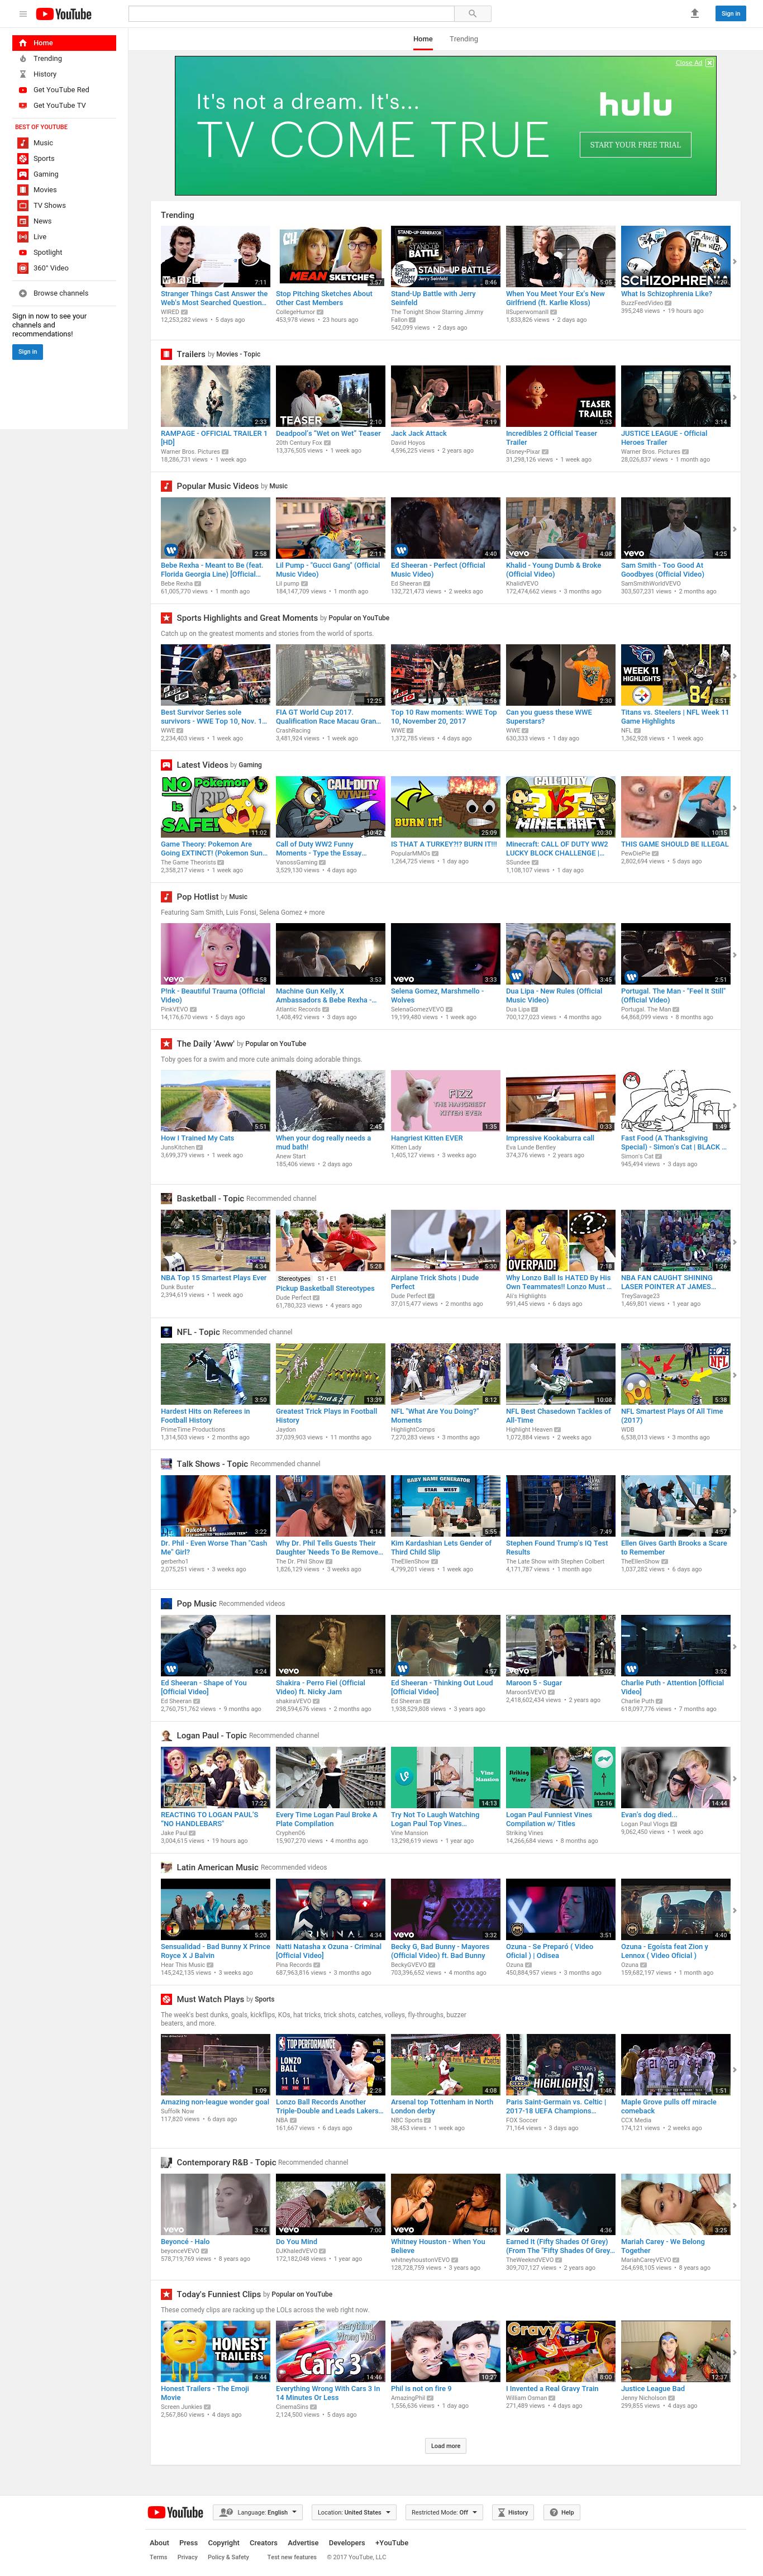 YouTube
Sign in
Home
Trending
History
Get YouTube Red
Get YouTube TV
BEST OF YOUTUBE
Music
Sports
Gaming
Movies
TV Shows
News
Live
Spotlight
360° Video
Browse channels
Sign in now to see your
channels and
recommendations!
Sign in
Home
Trending
Close Ad
It's not a dream. It's...
TV COME TRUE
hulu
START YOUR FREE TRIAL
Trending
Stranger Things Cast Answer the
Web's Most Searched Question...
WIRED
12,253,282 views • 5 days ago
Stop Pitching Sketches About
Other Cast Members
CollegeHumor
453,978 views • 23 hours ago
Stand-Up Battle with Jerry
Seinfeld
The Tonight Show Starring Jimmy
Fallon
542,099 views • 2 days ago
When You Meet Your Ex's New
Girlfriend (ft. Karlie Kloss)
IISuperwomanII
1,833,826 views • 2 days ago
What Is Schizophrenia Like?
BuzzFeedVideo
395,248 views • 19 hours ago
Trailers by Movies - Topic
RAMPAGE - OFFICIAL TRAILER 1
[HD]
Warner Bros. Pictures
18,286,731 views • 1 week ago
Deadpool's "Wet on Wet" Teaser
20th Century Fox
13,376,505 views • 1 week ago
Jack Jack Attack
David Hoyos
4,596,225 views • 2 years ago
Incredibles 2 Official Teaser
Trailer
Disney•Pixar
31,298,126 views • 1 week ago
JUSTICE LEAGUE - Official
Heroes Trailer
Warner Bros. Pictures
28,026,837 views • 1 month ago
Popular Music Videos by Music
Bebe Rexha - Meant to Be (feat.
Florida Georgia Line) [Official...
Bebe Rexha
61,005,770 views • 1 month ago
Lil Pump - "Gucci Gang" (Official
Music Video)
Lil pump
184,147,709 views • 1 month ago
Ed Sheeran - Perfect (Official
Music Video)
Ed Sheeran
132,721,473 views • 2 weeks ago
Khalid - Young Dumb & Broke
(Official Video)
KhalidVEVO
172,474,662 views • 3 months ago
Sam Smith - Too Good At
Goodbyes (Official Video)
SamSmithWorldVEVO
303,507,231 views • 2 months ago
Sports Highlights and Great Moments by Popular on YouTube
Catch up on the greatest moments and stories from the world of sports.
Best Survivor Series sole
survivors - WWE Top 10, Nov. 1...
WWE
2,234,403 views • 1 week ago
FIA GT World Cup 2017.
Qualification Race Macau Gran...
CrashRacing
3,481,924 views • 1 week ago
Top 10 Raw moments: WWE Top
10, November 20, 2017
WWE
1,372,785 views • 4 days ago
Can you guess these WWE
Superstars?
WWE
630,333 views • 1 day ago
Titans vs. Steelers | NFL Week 11
Game Highlights
NFL
1,362,928 views • 1 week ago
Latest Videos by Gaming
Game Theory: Pokemon Are
Going EXTINCT! (Pokemon Sun...
The Game Theorists
2,358,217 views • 1 week ago
Call of Duty WW2 Funny
Moments - Type the Essay...
VanossGaming
3,529,130 views • 4 days ago
IS THAT A TURKEY?!? BURN IT!!!
PopularMMOs
1,264,725 views • 1 day ago
Minecraft: CALL OF DUTY WW2
LUCKY BLOCK CHALLENGE |...
SSundee
1,108,107 views • 1 day ago
THIS GAME SHOULD BE ILLEGAL
PewDiePie
2,802,694 views • 5 days ago
Pop Hotlist by Music
Featuring Sam Smith, Luis Fonsi, Selena Gomez + more
P!nk - Beautiful Trauma (Official
Video)
PinkVEVO
14,176,670 views • 5 days ago
Machine Gun Kelly, X
Ambassadors & Bebe Rexha -...
Atlantic Records
1,408,492 views • 3 days ago
Selena Gomez, Marshmello -
Wolves
SelenaGomezVEVO
19,199,480 views • 1 week ago
Dua Lipa - New Rules (Official
Music Video)
Dua Lipa
700,127,023 views • 4 months ago
Portugal. The Man - "Feel It Still"
(Official Video)
Portugal. The Man
64,868,099 views • 8 months ago
The Daily 'Aww' by Popular on YouTube
Toby goes for a swim and more cute animals doing adorable things.
How I Trained My Cats
JunsKitchen
3,699,379 views • 1 week ago
When your dog really needs a
mud bath!
Anew Start
185,406 views • 2 days ago
Hangriest Kitten EVER
Kitten Lady
1,405,127 views • 3 weeks ago
Impressive Kookaburra call
Eva Lunde Bentley
374,376 views • 2 years ago
Fast Food (A Thanksgiving
Special) - Simon's Cat | BLACK ...
Simon's Cat
945,494 views • 3 days ago
Basketball - Topic Recommended channel
NBA Top 15 Smartest Plays Ever
Dunk Buster
2,394,619 views • 1 week ago
Stereotypes S1 • E1
Pickup Basketball Stereotypes
Dude Perfect
61,780,323 views • 4 years ago
Airplane Trick Shots | Dude
Perfect
Dude Perfect
37,015,477 views • 2 months ago
Why Lonzo Ball is HATED By His
Own Teammates!! Lonzo Must ...
Ali's Highlights
991,445 views • 6 days ago
NBA FAN CAUGHT SHINING
LASER POINTER AT JAMES...
TreySavage23
1,469,801 views • 1 year ago
NFL - Topic Recommended channel
Hardest Hits on Referees in
Football History
PrimeTime Productions
1,314,503 views • 2 months ago
Greatest Trick Plays in Football
History
Jaydon
37,039,903 views • 11 months ago
NFL "What Are You Doing?"
Moments
HighlightComps
7,270,283 views • 3 months ago
NFL Best Chasedown Tackles of
All-Time
Highlight Heaven
1,072,884 views • 2 weeks ago
NFL Smartest Plays Of All Time
(2017)
WDB
6,538,013 views • 3 months ago
Talk Shows - Topic Recommended channel
Dr. Phil - Even Worse Than "Cash
Me" Girl?
gerberho1
2,075,251 views • 3 weeks ago
Why Dr. Phil Tells Guests Their
Daughter 'Needs To Be Remove...
The Dr. Phil Show
1,826,129 views • 3 weeks ago
Kim Kardashian Lets Gender of
Third Child Slip
TheEllenShow
4,799,201 views • 1 week ago
Stephen Found Trump's IQ Test
Results
The Late Show with Stephen Colbert
4,171,787 views • 1 month ago
Ellen Gives Garth Brooks a Scare
to Remember
TheEllenShow
1,037,282 views • 6 days ago
Pop Music Recommended videos
Ed Sheeran - Shape of You
[Official Video]
Ed Sheeran
2,760,751,762 views • 9 months ago
Shakira - Perro Fiel (Official
Video) ft. Nicky Jam
shakiraVEVO
298,594,676 views • 2 months ago
Ed Sheeran - Thinking Out Loud
[Official Video]
Ed Sheeran
1,938,529,808 views • 3 years ago
Maroon 5 - Sugar
Maroon5VEVO
2,418,602,434 views • 2 years ago
Charlie Puth - Attention [Official
Video]
Charlie Puth
618,097,776 views • 7 months ago
Logan Paul - Topic Recommended channel
REACTING TO LOGAN PAUL'S
"NO HANDLEBARS"
Jake Paul
3,004,615 views • 19 hours ago
Every Time Logan Paul Broke A
Plate Compilation
Cryphen06
15,907,270 views • 4 months ago
Try Not To Laugh Watching
Logan Paul Top Vines...
Vine Mansion
13,298,619 views • 1 year ago
Logan Paul Funniest Vines
Compilation w/ Titles
Striking Vines
14,266,684 views • 8 months ago
Evan's dog died...
Logan Paul Vlogs
9,062,450 views • 1 week ago
Latin American Music Recommended videos
Sensualidad - Bad Bunny X Prince
Royce X J Balvin
Hear This Music
145,242,135 views • 3 weeks ago
Natti Natasha x Ozuna - Criminal
[Official Video]
Pina Records
687,963,816 views • 3 months ago
Becky G, Bad Bunny - Mayores
(Official Video) ft. Bad Bunny
BeckyGVEVO
703,396,652 views • 4 months ago
Ozuna - Se Preparó ( Video
Oficial ) | Odisea
Ozuna
450,884,957 views • 3 months ago
Ozuna - Egoísta feat Zion y
Lennox ( Video Oficial )
Ozuna
159,682,197 views • 1 month ago
Must Watch Plays by Sports
The week's best dunks, goals, kickflips, KOs, hat tricks, trick shots, catches, volleys, fly-throughs, buzzer
beaters, and more.
Amazing non-league wonder goal
Suffolk Now
117,820 views • 6 days ago
Lonzo Ball Records Another
Triple-Double and Leads Lakers...
NBA
161,667 views • 6 days ago
Arsenal top Tottenham in North
London derby
NBC Sports
38,453 views • 1 week ago
Paris Saint-Germain vs. Celtic |
2017-18 UEFA Champions...
FOX Soccer
71,164 views • 3 days ago
Maple Grove pulls off miracle
comeback
CCX Media
174,121 views • 2 weeks ago
Contemporary R&B - Topic Recommended channel
Beyoncé - Halo
beyonceVEVO
578,719,769 views • 8 years ago
Do You Mind
DJKhaledVEVO
172,182,048 views • 1 year ago
Whitney Houston - When You
Believe
whitneyhoustonVEVO
128,728,759 views • 3 years ago
Earned It (Fifty Shades Of Grey)
(From The "Fifty Shades Of Grey...
TheWeekndVEVO
309,707,127 views • 2 years ago
Mariah Carey - We Belong
Together
MariahCareyVEVO
264,698,105 views • 8 years ago
Today's Funniest Clips by Popular on YouTube
These comedy clips are racking up the LOLs across the web right now.
Honest Trailers - The Emoji
Movie
Screen Junkies
2,567,860 views • 4 days ago
Everything Wrong With Cars 3 In
14 Minutes Or Less
CinemaSins
2,124,500 views • 5 days ago
Phil is not on fire 9
AmazingPhil
1,556,636 views • 1 day ago
I Invented a Real Gravy Train
William Osman
271,489 views • 4 days ago
Justice League Bad
Jenny Nicholson
299,855 views • 4 days ago
Load more
YouTube
Language: English
Location: United States
Restricted Mode: Off
History
Help
About Press Copyright Creators Advertise Developers +YouTube
Terms Privacy Policy & Safety Test new features © 2017 YouTube, LLC